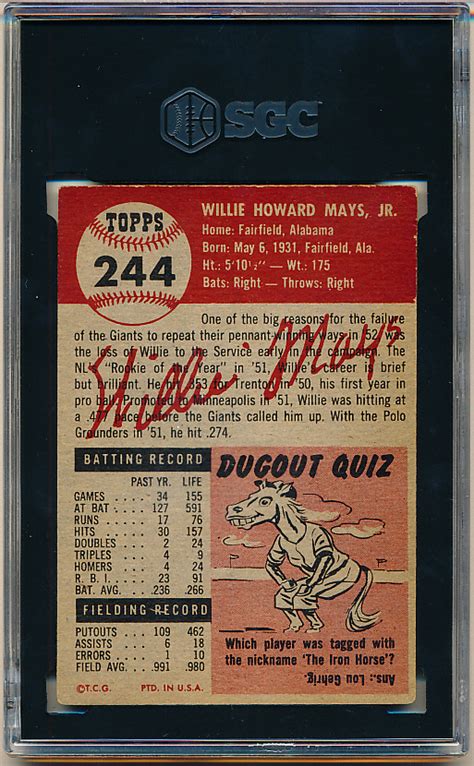 SGC
TOPPS
244
WILLIE HOWARD MAYS, JR.
Home: Fairfield, Alabama
Born: May 6, 1931, Fairfield, Ala.
Ht.: 5'10½" — Wt.: 175
Bats: Right — Throws: Right
One of the big reasons for the failure
of the Giants to repeat their pennant-winning ways in '52, was
the loss of Willie to the Service early in the campaign. The
NL "Rookie of the Year" in '51, Willie's career if brief
but brilliant. He hit .353 for Trenton in '50, his first year in
pro ball. Promoted to Minneapolis in '51, Willie was hitting at
a .477 pace before the Giants called him up. With the Polo
Grounders in '51, he hit .274.
Willie Mays
BATTING RECORD
PAST YR. LIFE
GAMES 34 155
AT BAT 127 591
RUNS 17 76
HITS 30 157
DOUBLES 2 24
TRIPLES 4 9
HOMERS 4 24
R. B. I. 23 91
BAT. AVG. .236 .266
FIELDING RECORD
PUTOUTS 109 462
ASSISTS 6 18
ERRORS 1 10
FIELD AVG. .991 .980
©T.C.G. PTD. IN U.S.A.
DUGOUT QUIZ
Which player was tagged with
the nickname 'The Iron Horse'?
Ans.: Lou Gehrig.